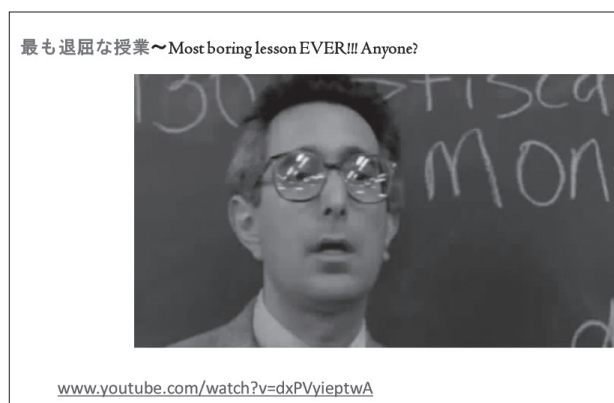 最も退屈な授業～Most boring lesson EVER!!! Anyone?
130
fisca
Mon
www.youtube.com/watch?v=dxPVyieptwA